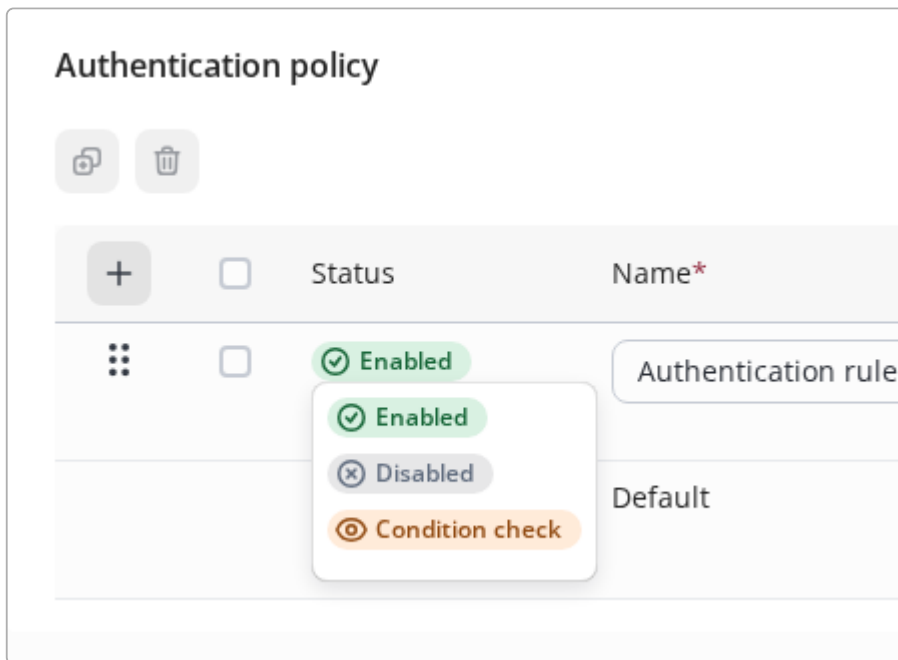 Authentication policy
Status Name*
Enabled Authentication rule
Enabled
Disabled
Default
Condition check